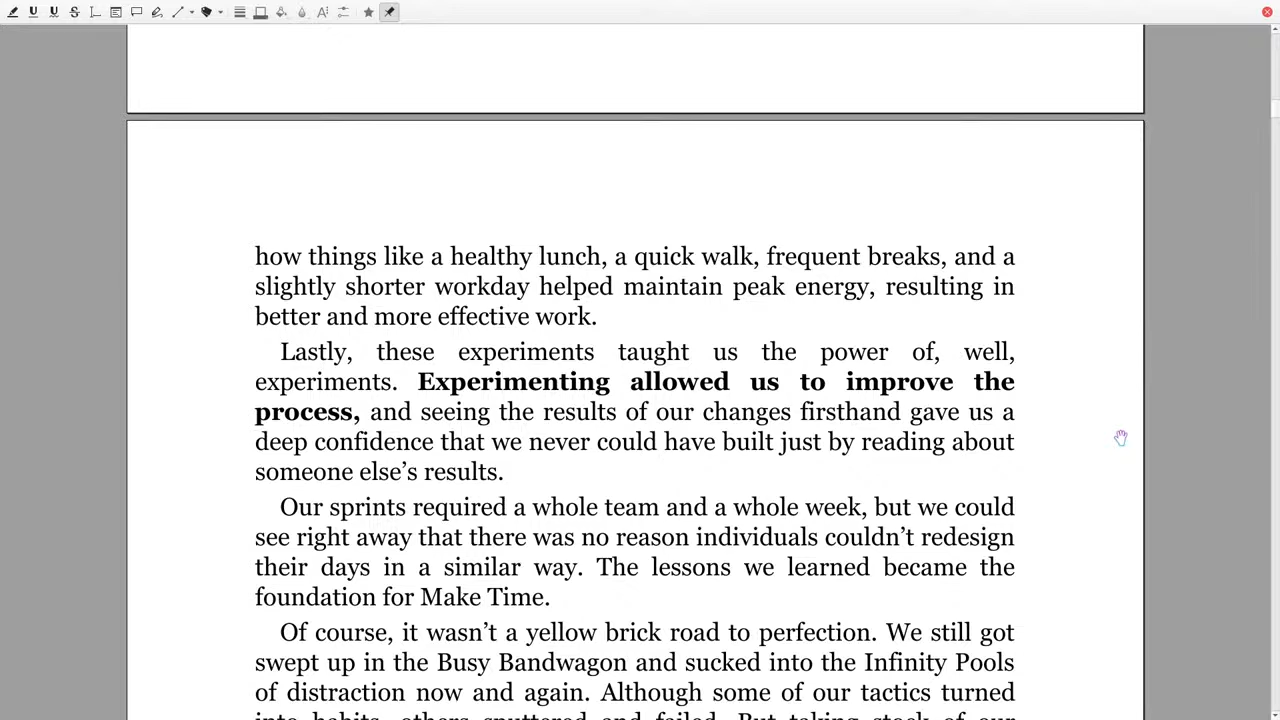 how things like a healthy lunch, a quick walk, frequent breaks, and a
slightly shorter workday helped maintain peak energy, resulting in
better and more effective work.
Lastly, these experiments taught us the power of, well,
experiments. Experimenting allowed us to improve the
process, and seeing the results of our changes firsthand gave us a
deep confidence that we never could have built just by reading about
someone else’s results.
Our sprints required a whole team and a whole week, but we could
see right away that there was no reason individuals couldn’t redesign
their days in a similar way. The lessons we learned became the
foundation for Make Time.
Of course, it wasn’t a yellow brick road to perfection. We still got
swept up in the Busy Bandwagon and sucked into the Infinity Pools
of distraction now and again. Although some of our tactics turned
into habits, others sputtered and failed. But taking stock of our